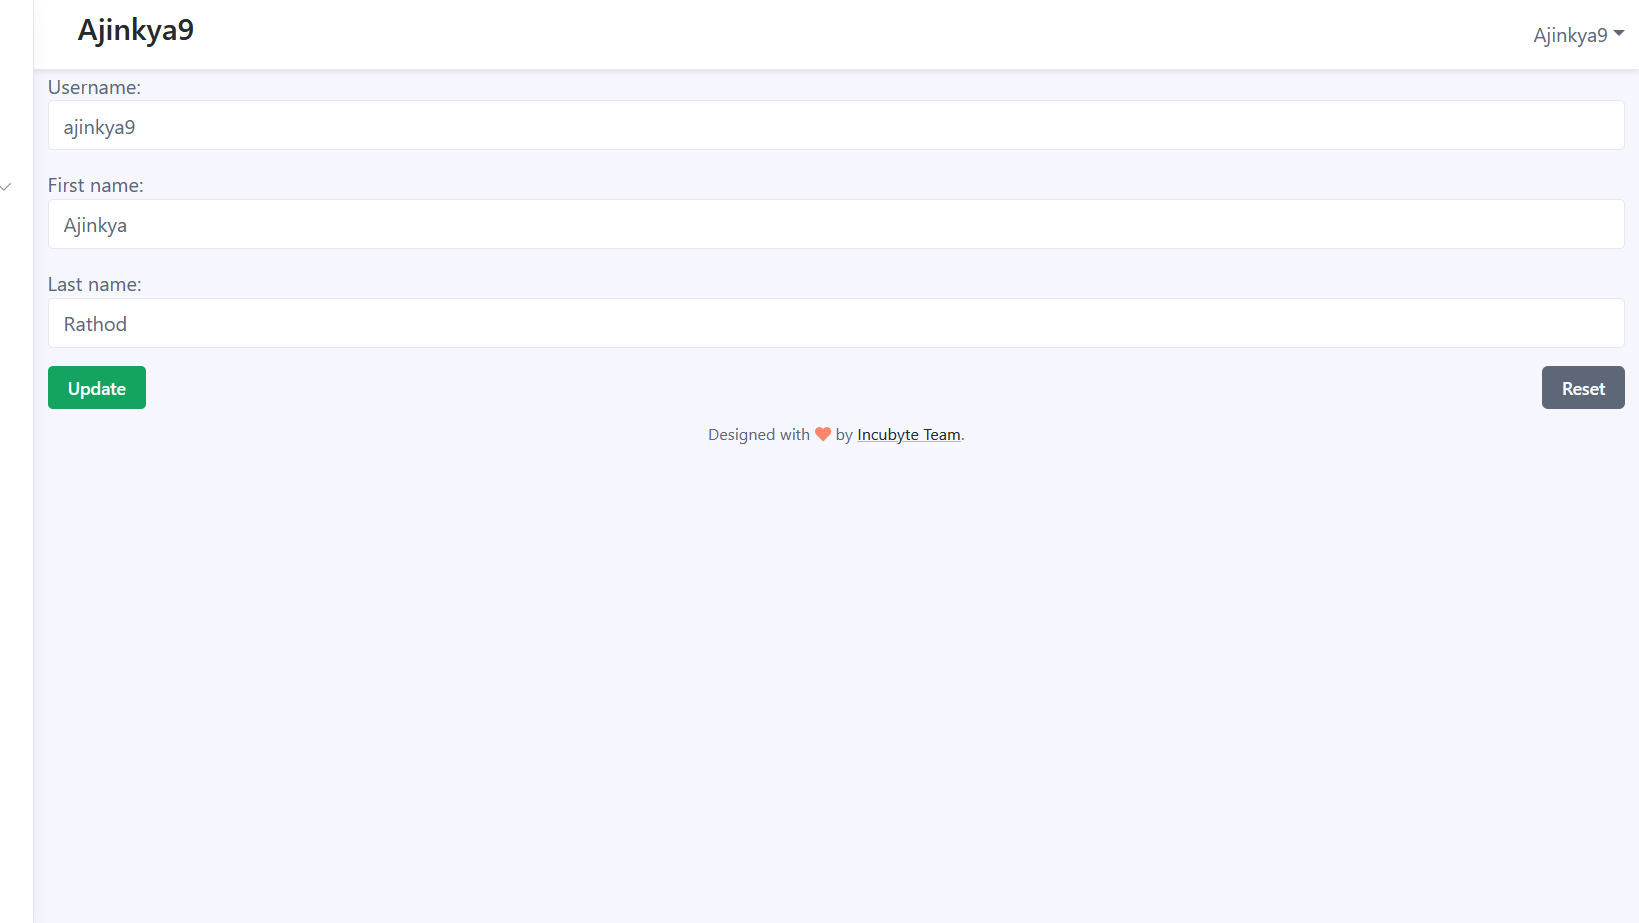 Ajinkya9
Ajinkya9
Username:
ajinkya9
First name:
Ajinkya
Last name:
Rathod
Update
Reset
Designed with ❤ by Incubyte Team.